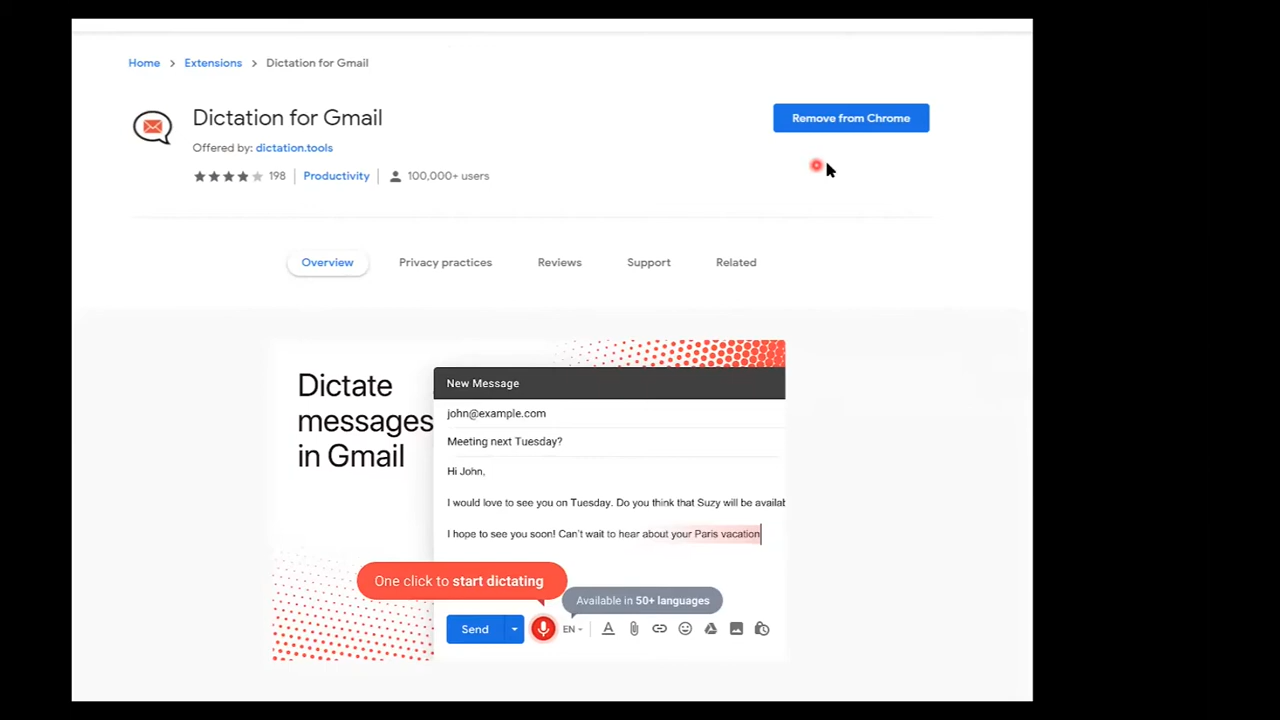 Home > Extensions > Dictation for Gmail
Dictation for Gmail
Remove from Chrome
Offered by: dictation.tools
198 Productivity 100,000+ users
Overview Privacy practices Reviews Support Related
Dictate
messages
in Gmail
New Message
john@example.com
Meeting next Tuesday?
Hi John,
I would love to see you on Tuesday. Do you think that Suzy will be availab
I hope to see you soon! Can't wait to hear about your Paris vacation
One click to start dictating
Available in 50+ languages
Send EN A